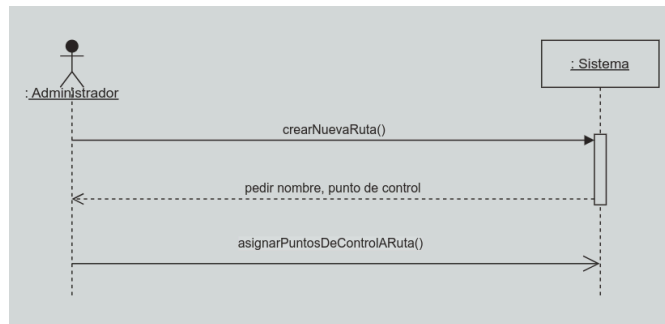 : Sistema
: Administrador
crearNuevaRuta()
pedir nombre, punto de control
asignarPuntosDeControlARuta()